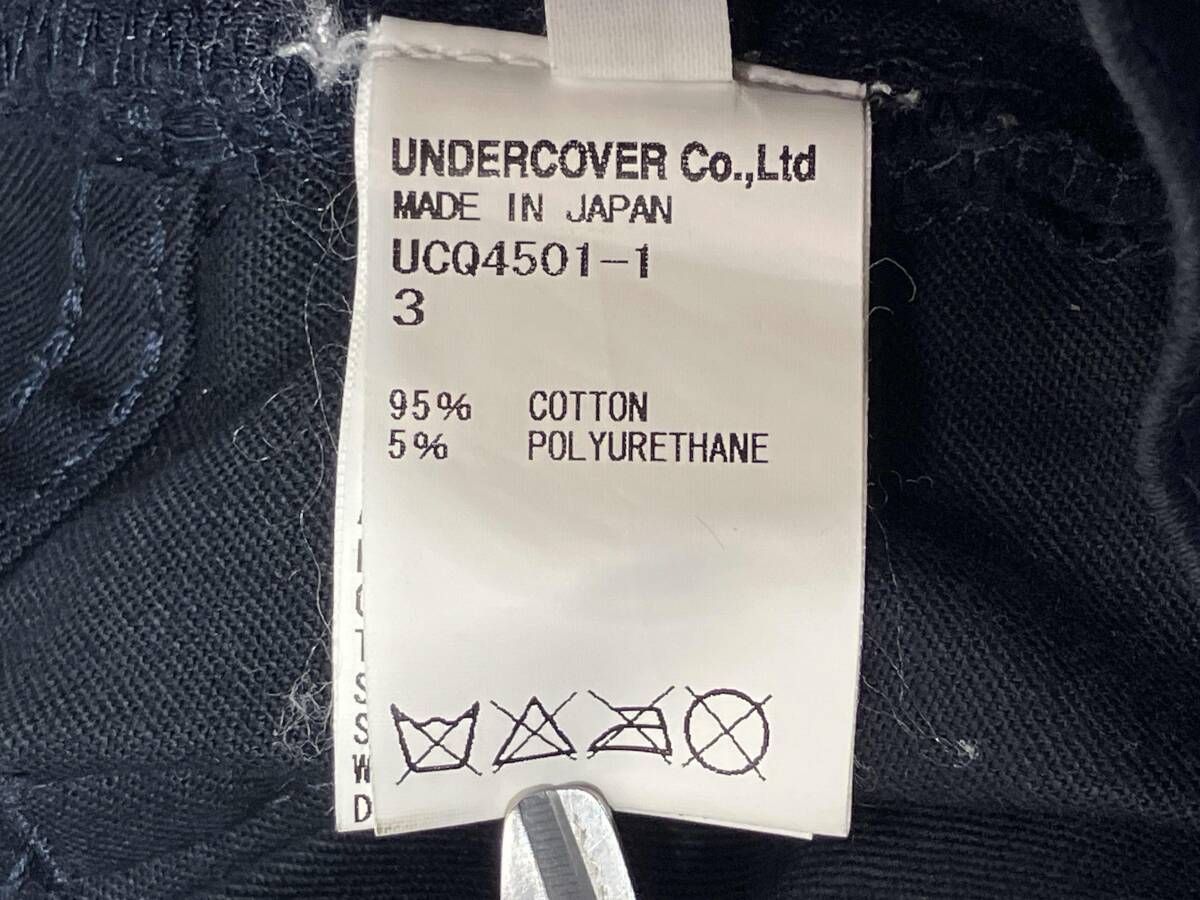 UNDERCOVER Co.,Ltd
MADE IN JAPAN
UCQ4501-1
3
95% COTTON
5% POLYURETHANE